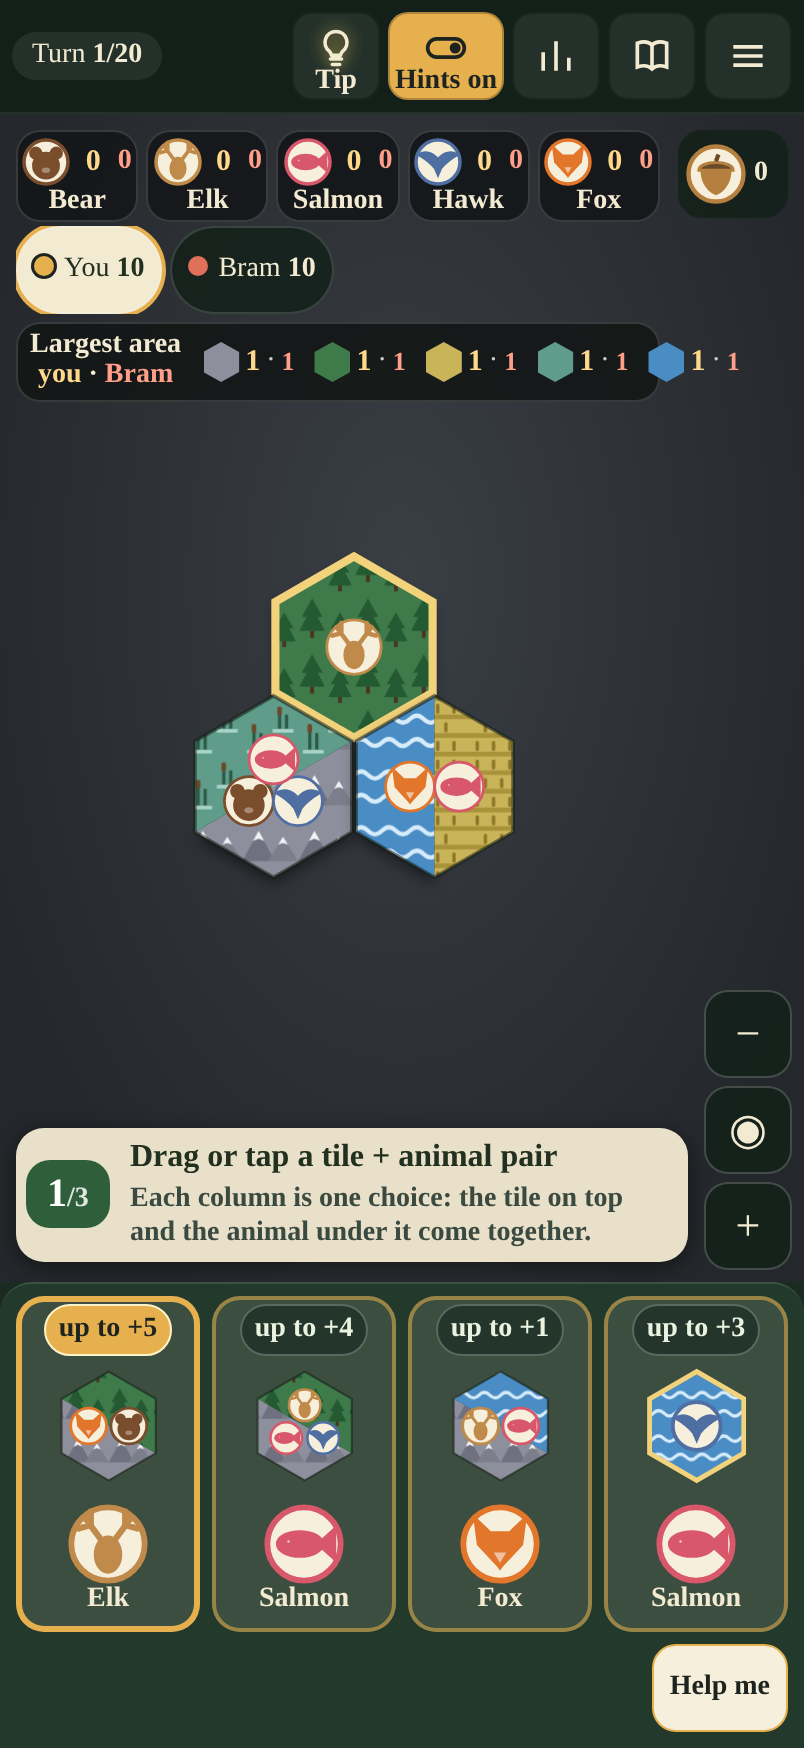 Turn 1/20
Tip
Hints on
0 0
Bear
0 0
Elk
0 0
Salmon
0 0
Hawk
0 0
Fox
0
You 10
Bram 10
Largest area
you · Bram
1 · 1
1 · 1
1 · 1
1 · 1
1 · 1
−
+
1/3
Drag or tap a tile + animal pair
Each column is one choice: the tile on top
and the animal under it come together.
up to +5
up to +4
up to +1
up to +3
Elk
Salmon
Fox
Salmon
Help me